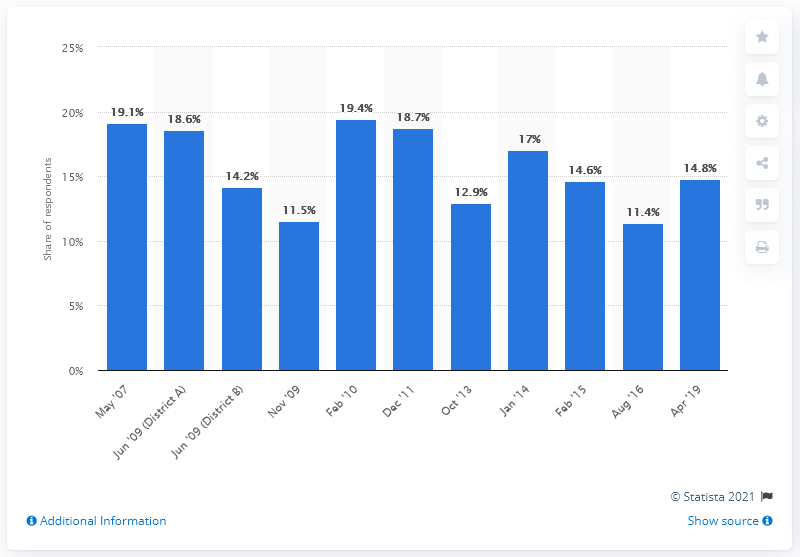 25%
20%
15%
10%
5%
0%
Share of respondents
19.1%
18.6%
14.2%
11.5%
19.4%
18.7%
12.9%
17%
14.6%
11.4%
14.8%
May '07
Jun '09 (District A)
Jun '09 (District B)
Nov '09
Feb '10
Dec '11
Oct '13
Jan '14
Feb '15
Aug '16
Apr '19
© Statista 2021
Additional Information
Show source